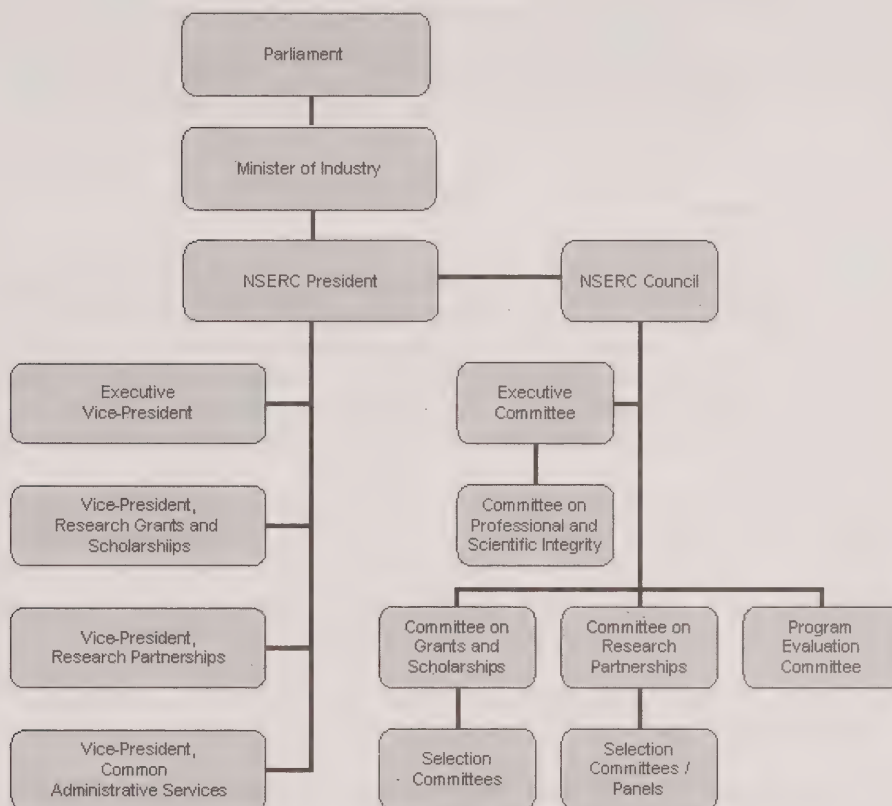 Parliament
Minister of Industry
NSERC President
NSERC Council
Executive
Vice-President
Executive
Committee
Vice-President,
Research Grants and
Scholarshiips
Committee on
Professional and
Scientific Integrity
Vice-President,
Research Partnerships
Committee on
Grants and
Scholarships
Committee on
Research
Partnerships
Program
Evaluation
Committee
Vice-President,
Common
Administrative Services
Selection
Committees
Selection
Committees /
Panels